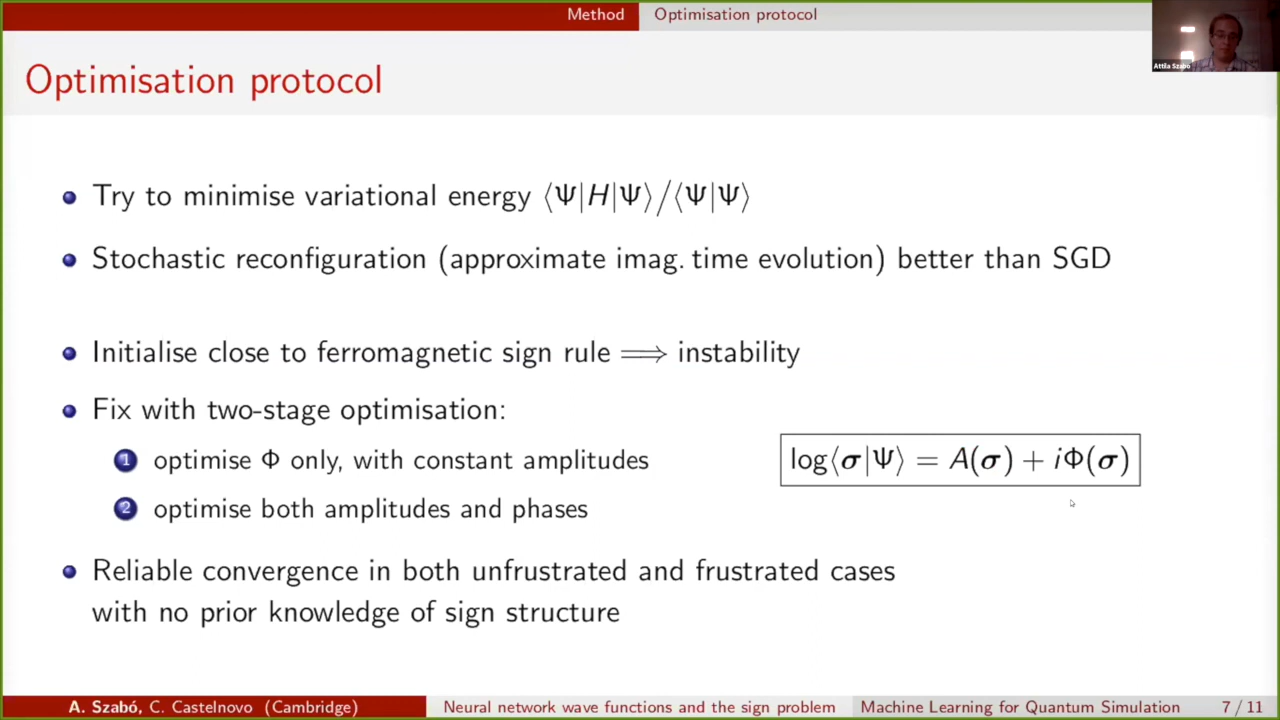 Method Optimisation protocol
Attila Szabó
Optimisation protocol
Try to minimise variational energy ⟨Ψ|H|Ψ⟩/⟨Ψ|Ψ⟩
Stochastic reconfiguration (approximate imag. time evolution) better than SGD
Initialise close to ferromagnetic sign rule ⟹ instability
Fix with two-stage optimisation:
1 optimise Φ only, with constant amplitudes
log⟨σ|Ψ⟩ = A(σ) + iΦ(σ)
2 optimise both amplitudes and phases
Reliable convergence in both unfrustrated and frustrated cases
with no prior knowledge of sign structure
A. Szabó, C. Castelnovo (Cambridge) Neural network wave functions and the sign problem Machine Learning for Quantum Simulation 7 / 11